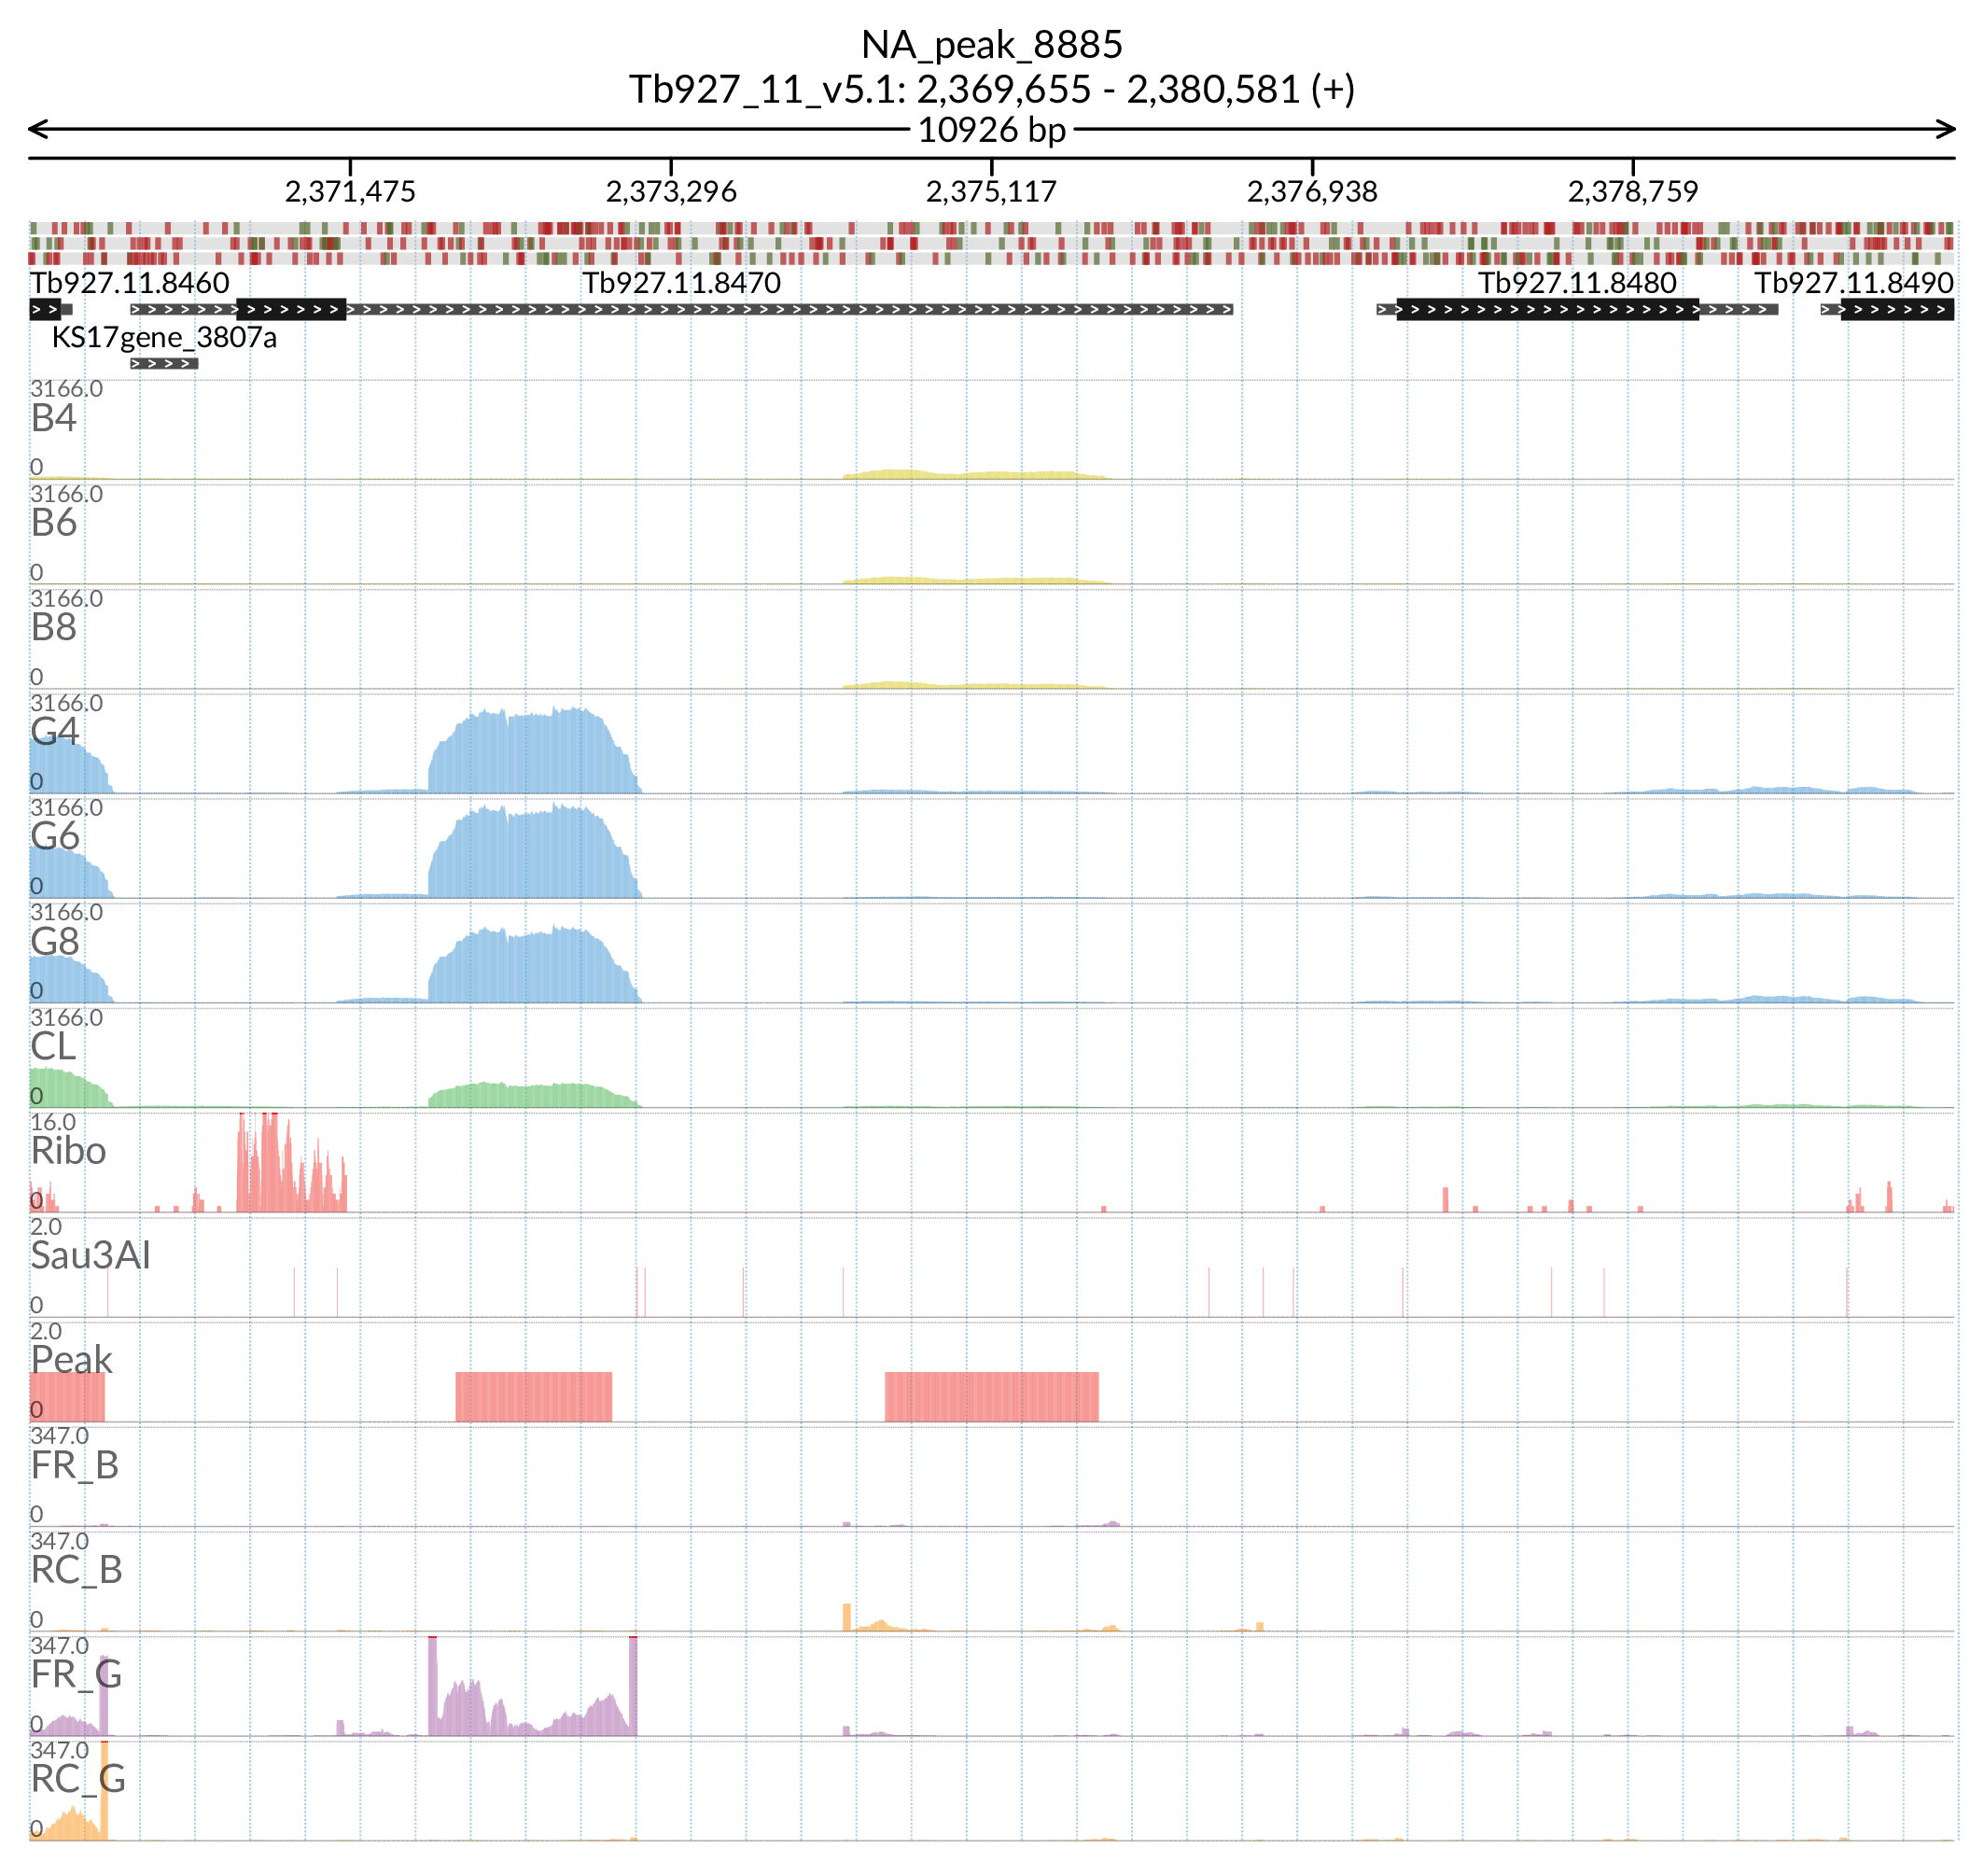 NA_peak_8885
Tb927_11_v5.1: 2,369,655 - 2,380,581 (+)
10926 bp
2,371,475 2,373,296 2,375,117 2,376,938 2,378,759
Tb927.11.8460 Tb927.11.8470 Tb927.11.8480 Tb927.11.8490
KS17gene_3807a
3166.0
B4
0
3166.0
B6
0
3166.0
B8
0
3166.0
G4
0
3166.0
G6
0
3166.0
G8
0
3166.0
CL
0
16.0
Ribo
0
2.0
Sau3AI
0
2.0
Peak
0
347.0
FR_B
0
347.0
RC_B
0
347.0
FR_G
0
347.0
RC_G
0